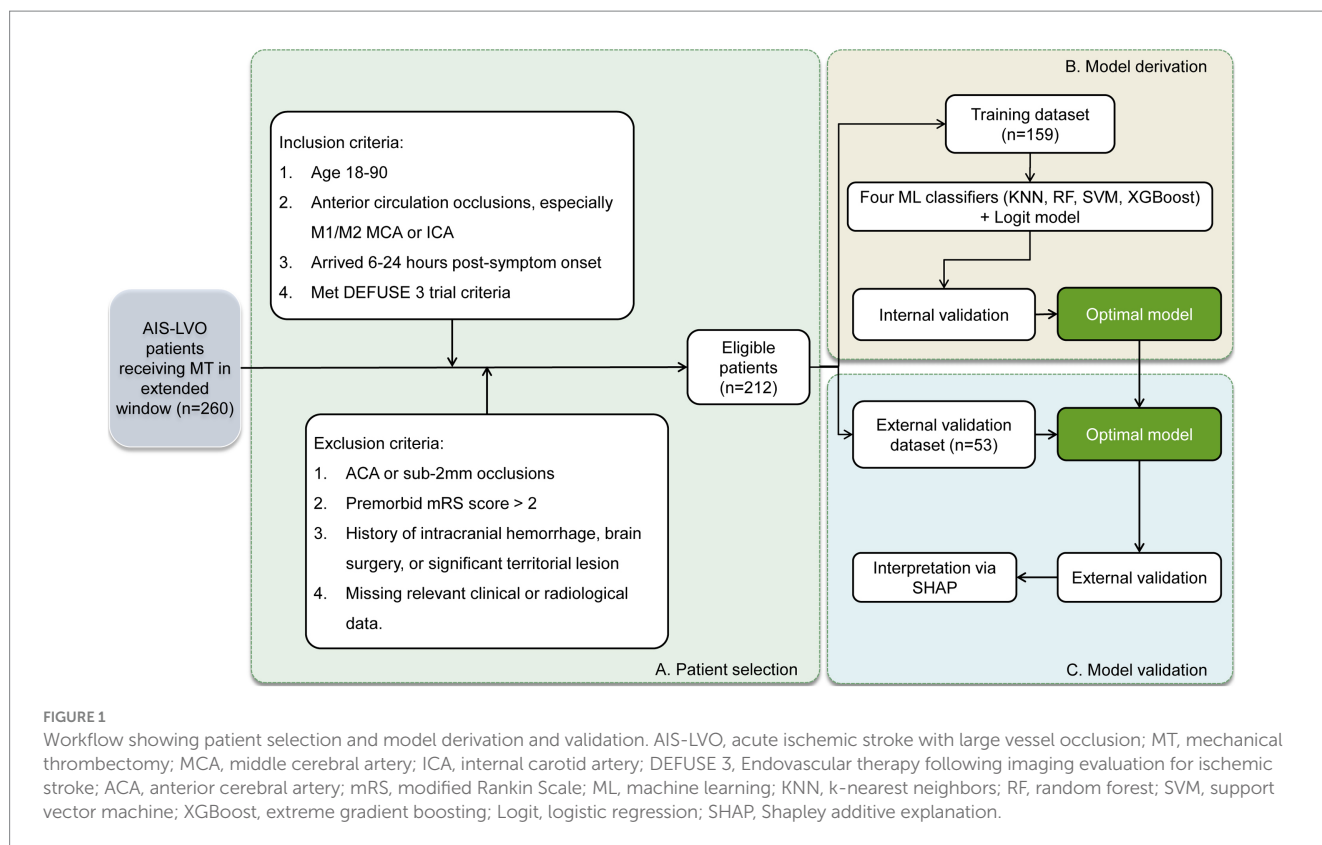 AIS-LVO
patients
receiving MT in
extended
window (n=260)
Inclusion criteria:
1. Age 18-90
2. Anterior circulation occlusions, especially
M1/M2 MCA or ICA
3. Arrived 6-24 hours post-symptom onset
4. Met DEFUSE 3 trial criteria
Exclusion criteria:
1. ACA or sub-2mm occlusions
2. Premorbid mRS score > 2
3. History of intracranial hemorrhage, brain
surgery, or significant territorial lesion
4. Missing relevant clinical or radiological
data.
Eligible
patients
(n=212)
A. Patient selection
B. Model derivation
Training dataset
(n=159)
Four ML classifiers (KNN, RF, SVM, XGBoost)
+ Logit model
Internal validation
Optimal model
External validation
dataset (n=53)
Optimal model
Interpretation via
SHAP
External validation
C. Model validation
FIGURE 1
Workflow showing patient selection and model derivation and validation. AIS-LVO, acute ischemic stroke with large vessel occlusion; MT, mechanical
thrombectomy; MCA, middle cerebral artery; ICA, internal carotid artery; DEFUSE 3, Endovascular therapy following imaging evaluation for ischemic
stroke; ACA, anterior cerebral artery; mRS, modified Rankin Scale; ML, machine learning; KNN, k-nearest neighbors; RF, random forest; SVM, support
vector machine; XGBoost, extreme gradient boosting; Logit, logistic regression; SHAP, Shapley additive explanation.